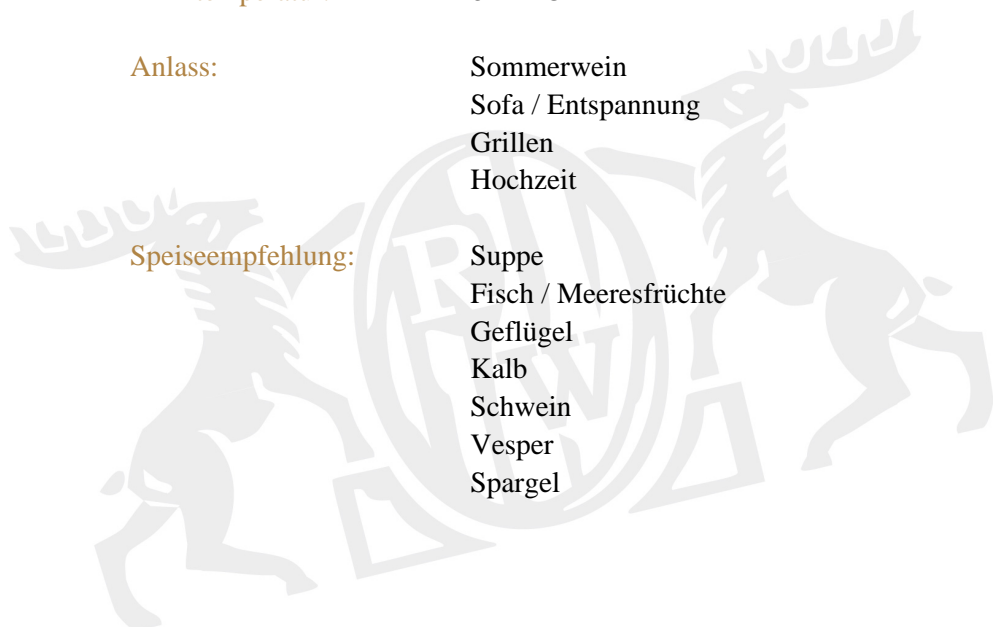 Anlass: Sommerwein
Sofa / Entspannung
Grillen
Hochzeit
Speiseempfehlung: Suppe
Fisch / Meeresfrüchte
Geflügel
Kalb
Schwein
Vesper
Spargel
R
W